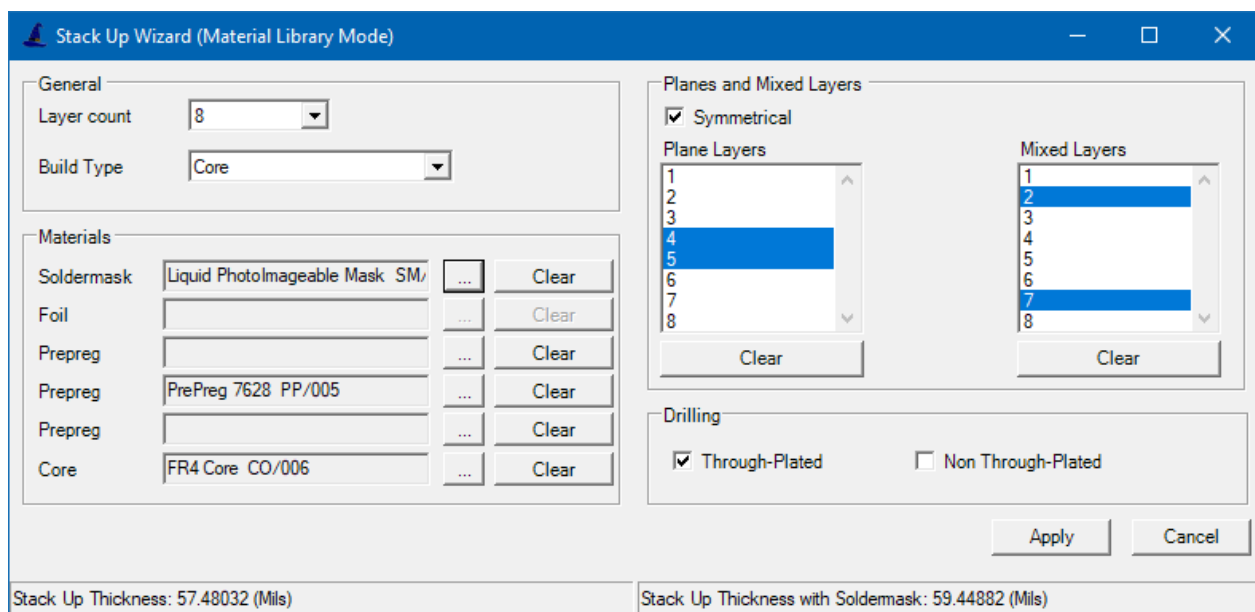 Stack Up Wizard (Material Library Mode)
General
Layer count 8
Build Type Core
Materials
Soldermask Liquid PhotoImageable Mask SM/ ... Clear
Foil ... Clear
Prepreg ... Clear
Prepreg PrePreg 7628 PP/005 ... Clear
Prepreg ... Clear
Core FR4 Core CO/006 ... Clear
Planes and Mixed Layers
Symmetrical
Plane Layers
1
2
3
4
5
6
7
8
Clear
Mixed Layers
1
2
3
4
5
6
7
8
Clear
Drilling
Through-Plated Non Through-Plated
Apply Cancel
Stack Up Thickness: 57.48032 (Mils) Stack Up Thickness with Soldermask: 59.44882 (Mils)